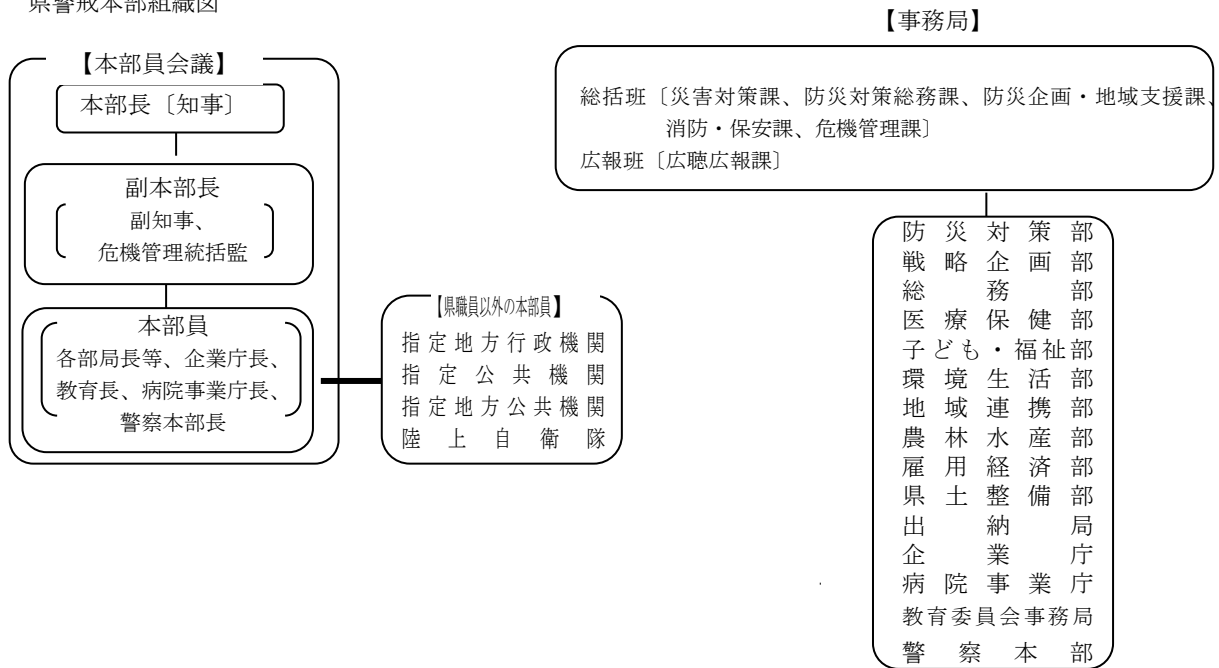 県警戒本部組織図
【本部員会議】
本部長〔知事〕
副本部長
副知事、
危機管理統括監
本部員
各部局長等、企業庁長、
教育長、病院事業庁長、
警察本部長
【県職員以外の本部員】
指定地方行政機関
指定公共機関
指定地方公共機関
陸上自衛隊
【事務局】
総括班〔災害対策課、防災対策総務課、防災企画・地域支援課、
消防・保安課、危機管理課〕
広報班〔広聴広報課〕
防災対策部
戦略企画部
総務部
医療保健部
子ども・福祉部
環境生活部
地域連携部
農林水産部
雇用経済部
県土整備部
出納局
企業庁
病院事業庁
教育委員会事務局
警察本部